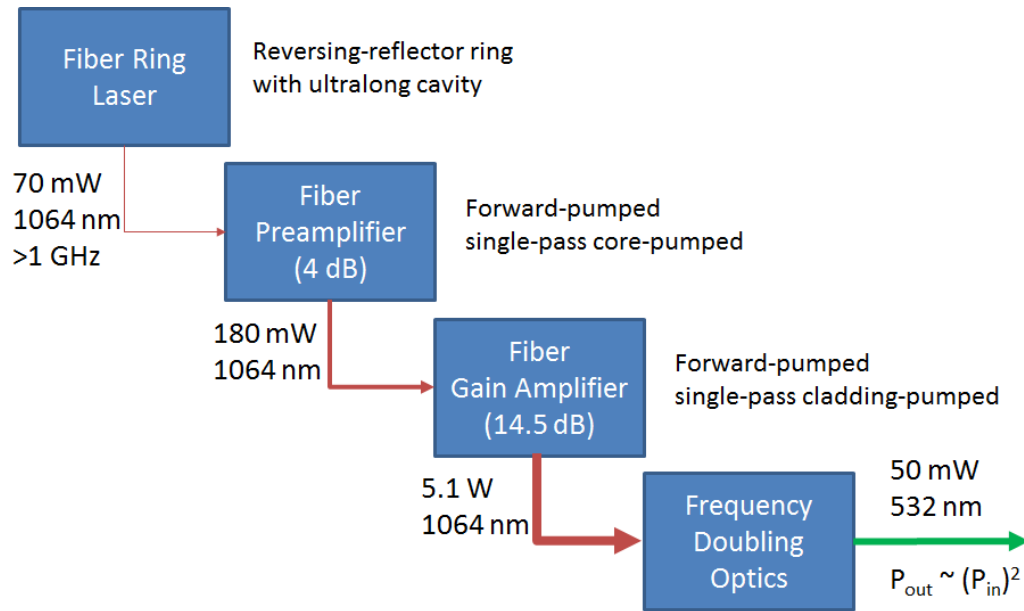 Fiber Ring
Laser
Reversing-reflector ring
with ultralong cavity
70 mW
1064 nm
>1 GHz
Fiber
Preamplifier
(4 dB)
Forward-pumped
single-pass core-pumped
180 mW
1064 nm
Fiber
Gain Amplifier
(14.5 dB)
Forward-pumped
single-pass cladding-pumped
5.1 W
1064 nm
Frequency
Doubling
Optics
50 mW
532 nm
Pout ~ (Pin)2